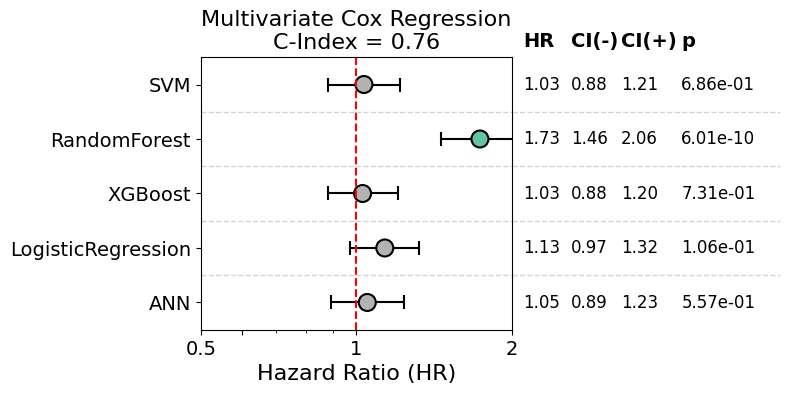 Multivariate Cox Regression
C-Index = 0.76
HR CI(-) CI(+) p
SVM 1.03 0.88 1.21 6.86e-01
RandomForest 1.73 1.46 2.06 6.01e-10
XGBoost 1.03 0.88 1.20 7.31e-01
LogisticRegression 1.13 0.97 1.32 1.06e-01
ANN 1.05 0.89 1.23 5.57e-01
0.5 1 2
Hazard Ratio (HR)